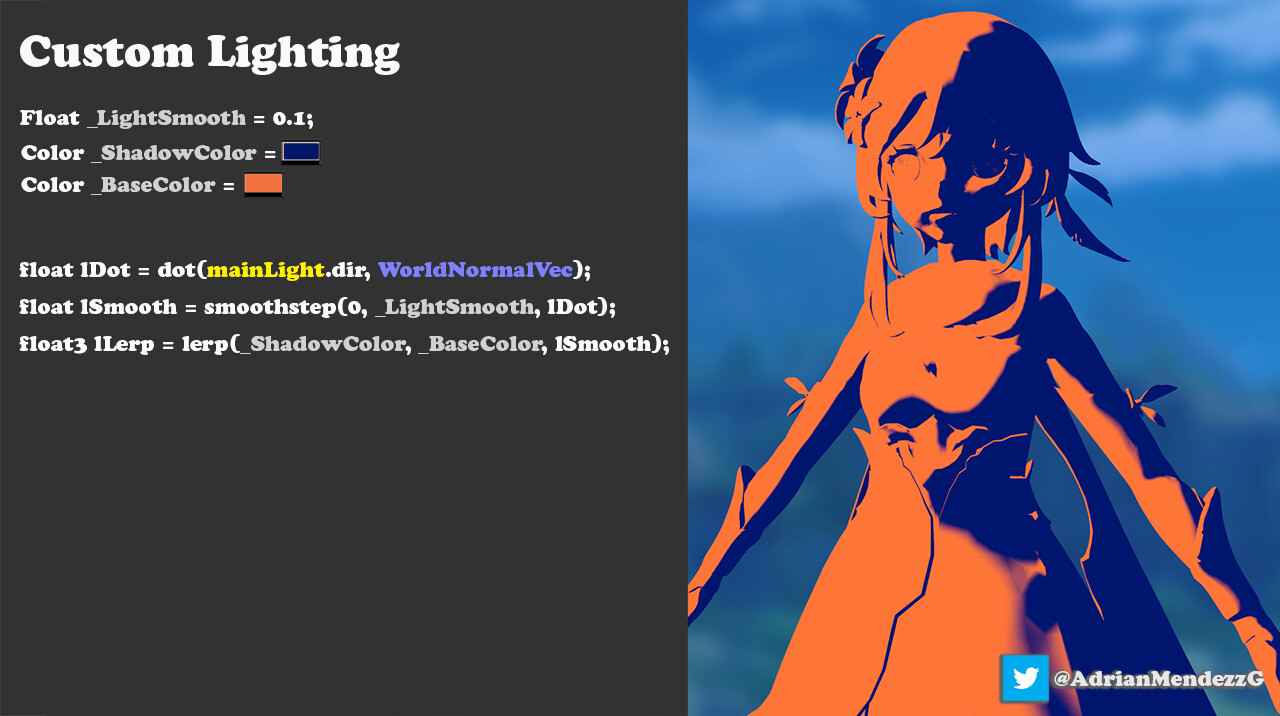 Custom Lighting
Float _LightSmooth = 0.1;
Color _ShadowColor =
Color _BaseColor =
float lDot = dot(mainLight.dir, WorldNormalVec);
float lSmooth = smoothstep(0, _LightSmooth, lDot);
float3 lLerp = lerp(_ShadowColor, _BaseColor, lSmooth);
@AdrianMendezzG